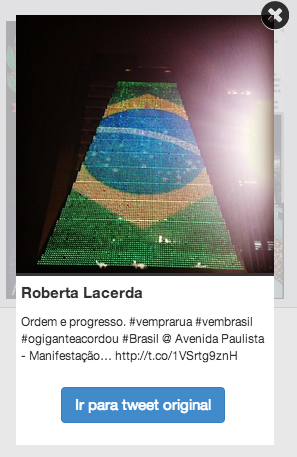 Roberta Lacerda
Ordem e progresso. #vemprarua #vembrasil
#ogiganteacordou #Brasil @ Avenida Paulista
- Manifestação... http://t.co/1VSrtg9znH
Ir para tweet original